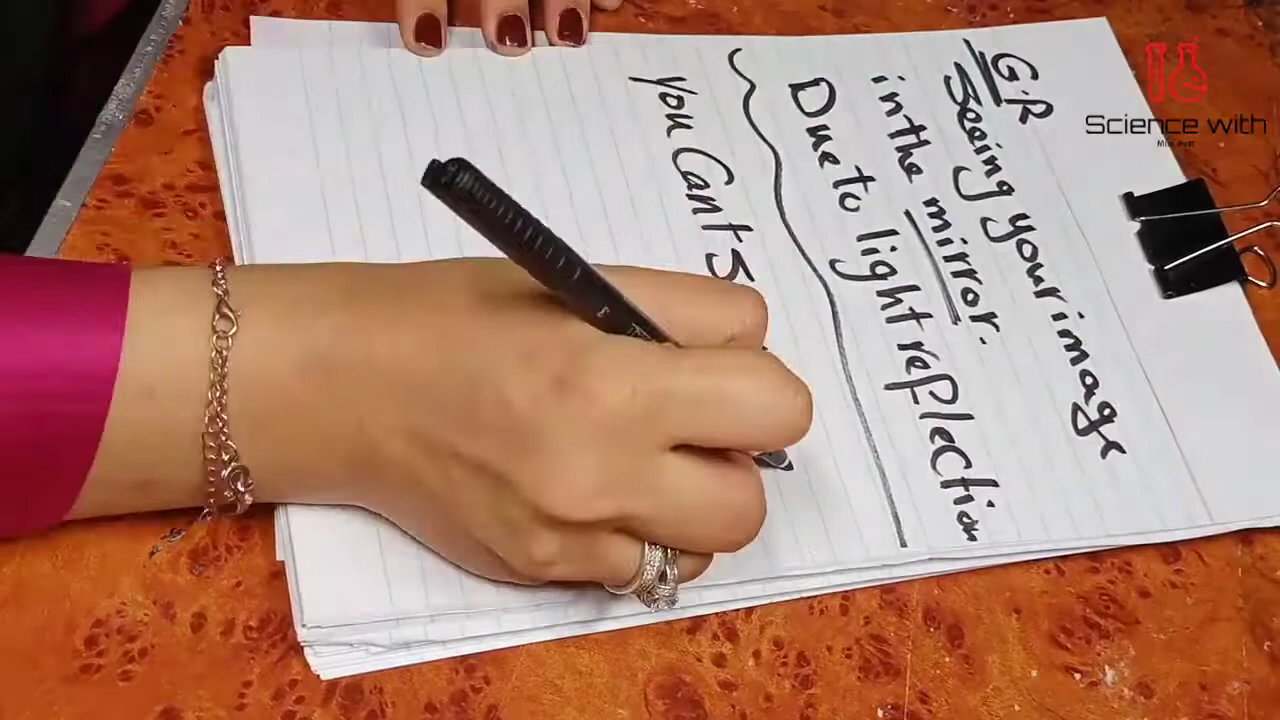 G.R
Seeing your image
in the mirror.
Due to light reflection
you Cant S
Science with